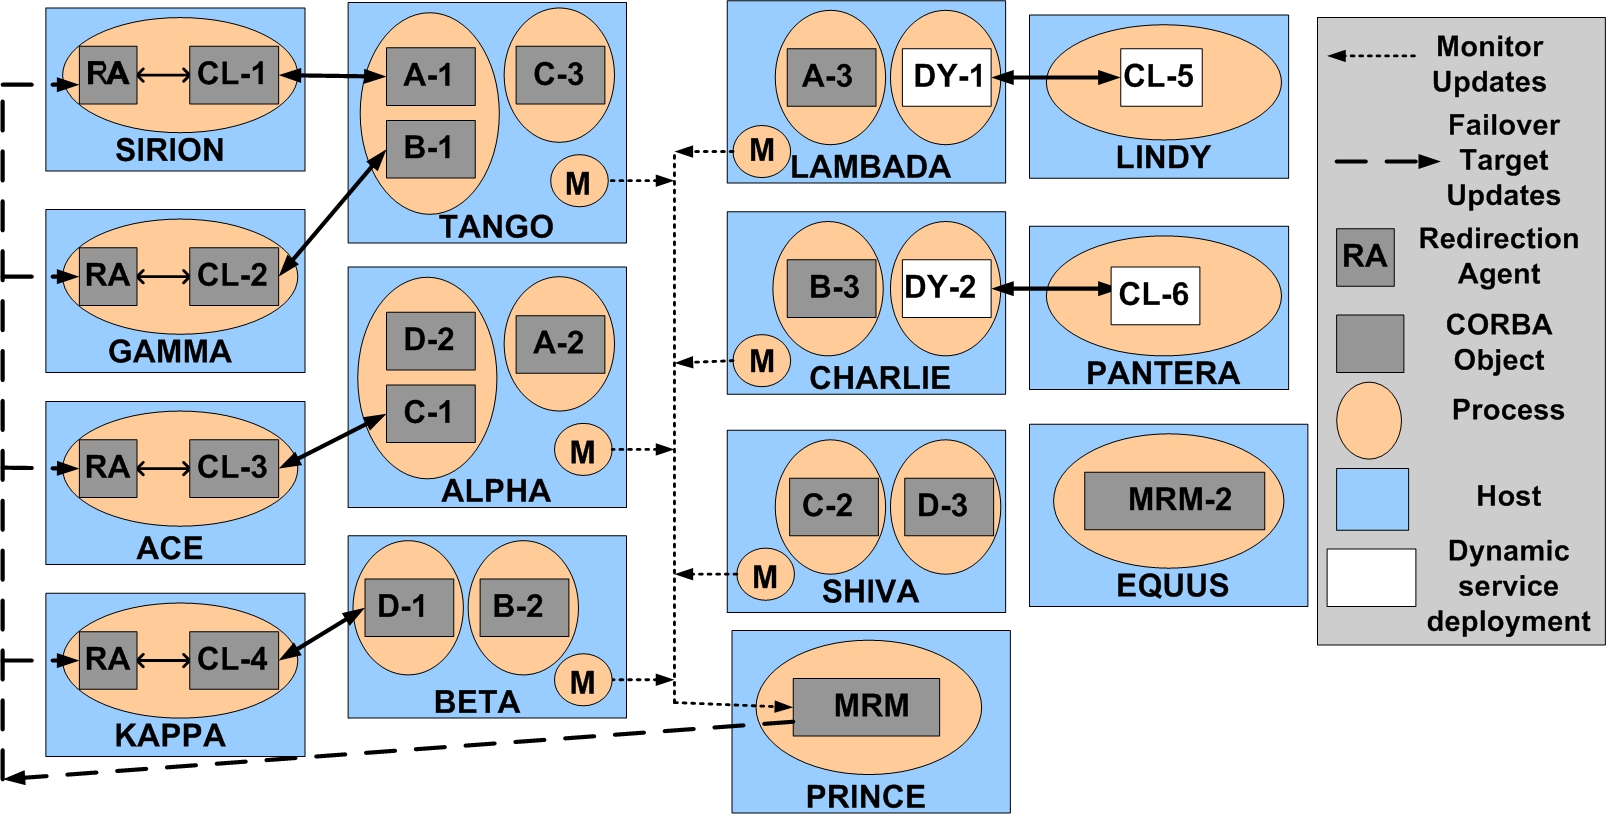 RA
CL-1
SIRION
RA
CL-2
GAMMA
RA
CL-3
ACE
RA
CL-4
KAPPA
A-1
B-1
C-3
M
TANGO
D-2
C-1
A-2
M
ALPHA
D-1
B-2
M
BETA
A-3
DY-1
M
LAMBADA
B-3
DY-2
M
CHARLIE
C-2
D-3
M
SHIVA
MRM
PRINCE
CL-5
LINDY
CL-6
PANTERA
MRM-2
EQUUS
Monitor
Updates
Failover
Target
Updates
RA
Redirection
Agent
CORBA
Object
Process
Host
Dynamic
service
deployment